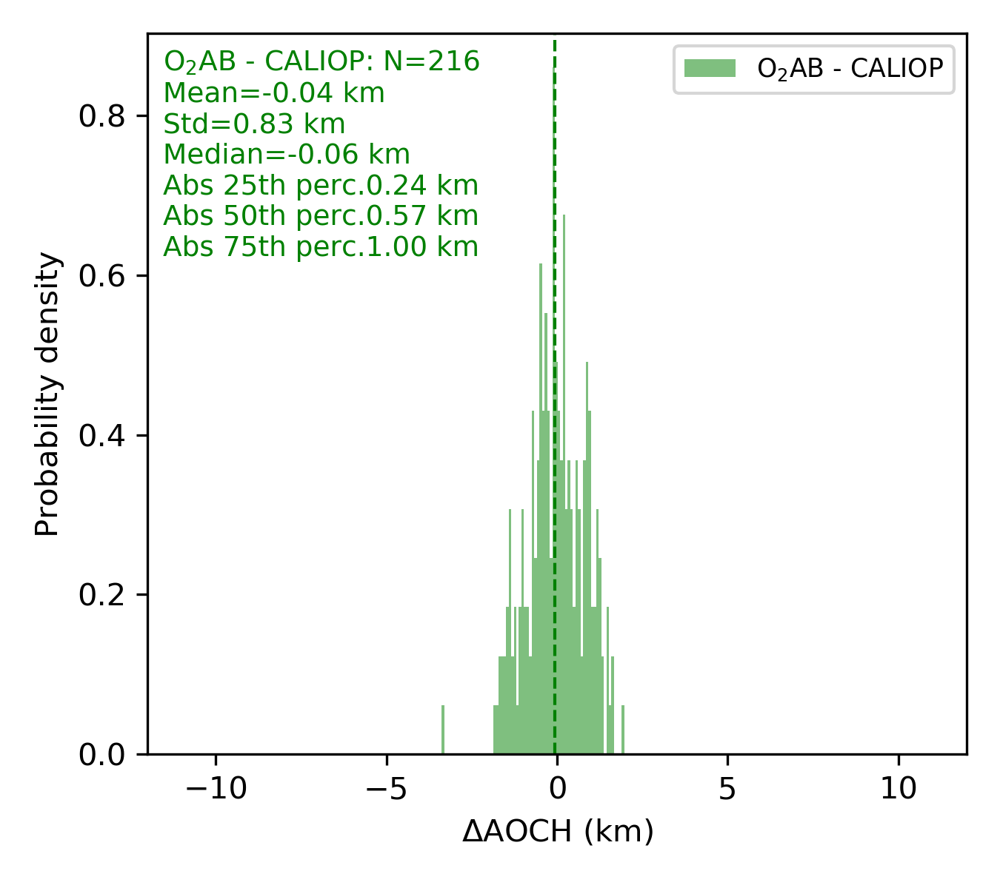 O₂AB - CALIOP: N=216
Mean=-0.04 km
Std=0.83 km
Median=-0.06 km
Abs 25th perc.0.24 km
Abs 50th perc.0.57 km
Abs 75th perc.1.00 km
O₂AB - CALIOP
Probability density
0.8
0.6
0.4
0.2
0.0
−10 −5 0 5 10
ΔAOCH (km)